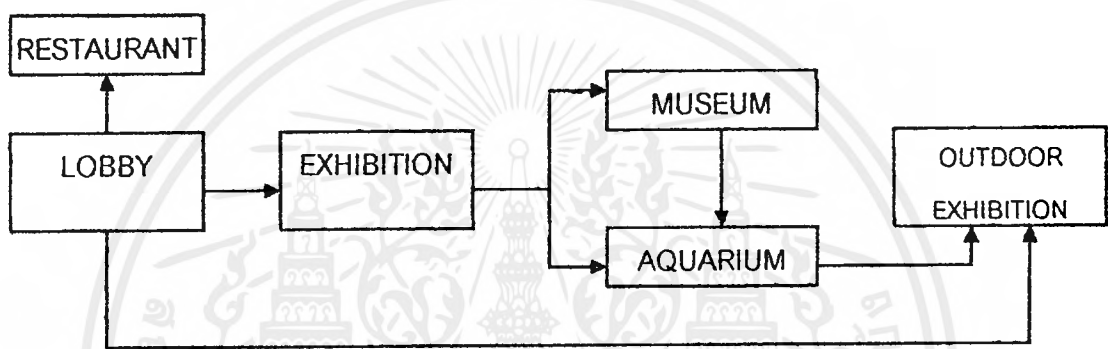 RESTAURANT
LOBBY
EXHIBITION
MUSEUM
AQUARIUM
OUTDOOR
EXHIBITION